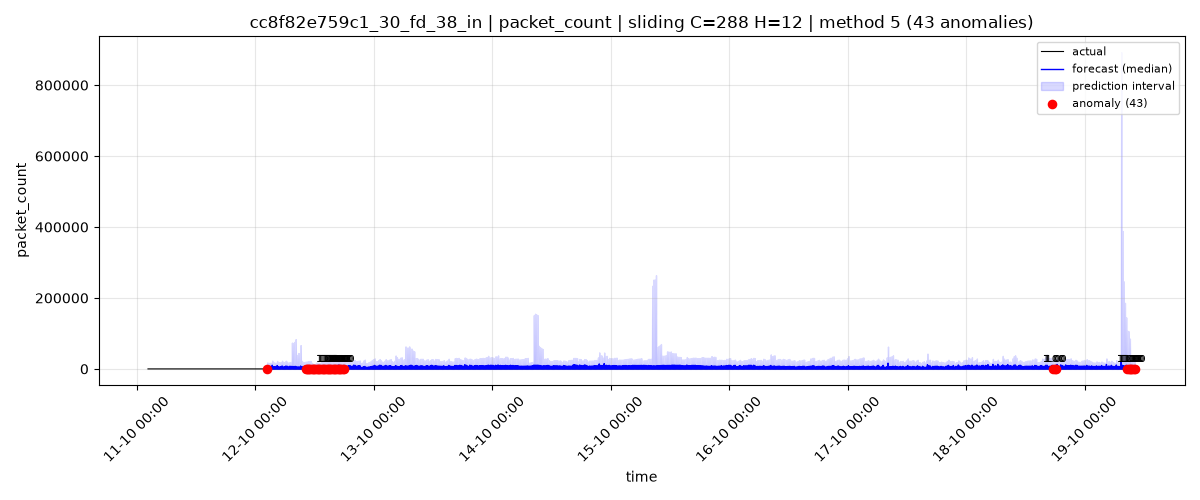 cc8f82e759c1_30_fd_38_in | packet_count | sliding C=288 H=12 | method 5 (43 anomalies)
actual
forecast (median)
prediction interval
anomaly (43)
packet_count
800000
600000
400000
200000
0
11-10 00:00
12-10 00:00
13-10 00:00
14-10 00:00
15-10 00:00
16-10 00:00
17-10 00:00
18-10 00:00
19-10 00:00
time